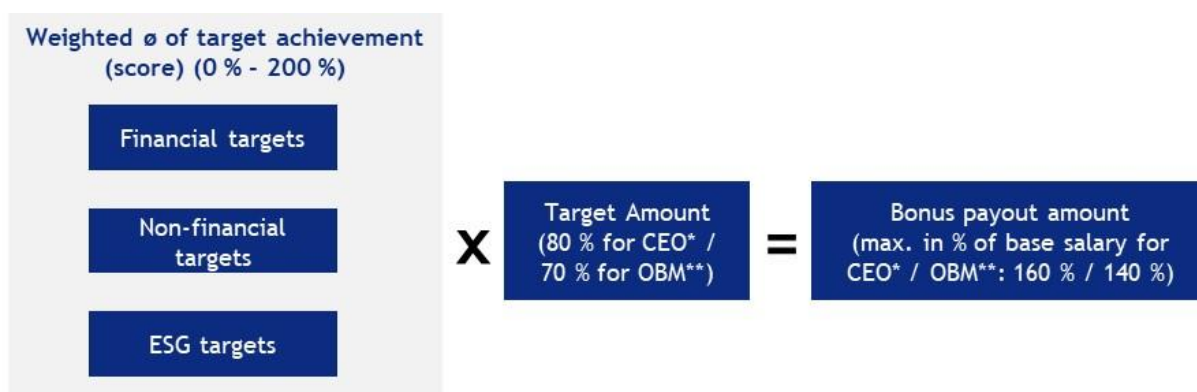 Weighted ø of target achievement
(score) (0 % - 200 %)
Financial targets
Non-financial
targets
ESG targets
X
Target Amount
(80 % for CEO* /
70 % for OBM**)
=
Bonus payout amount
(max. in % of base salary for
CEO* / OBM**: 160 % / 140 %)